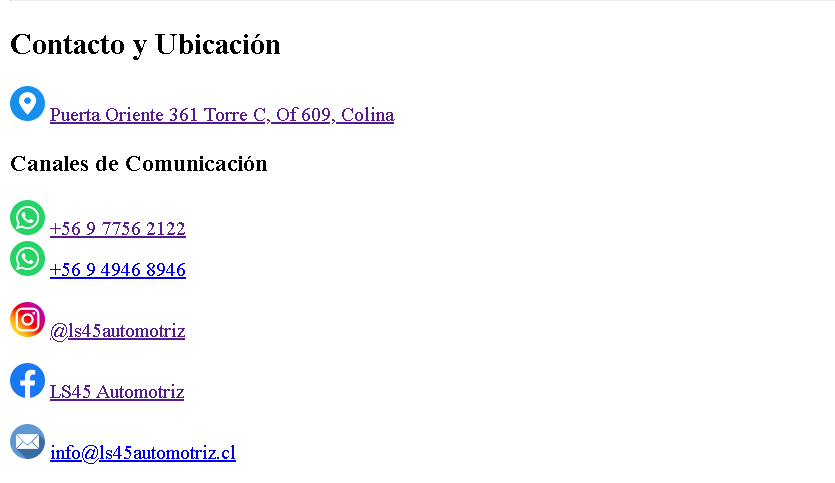 Contacto y Ubicación
Puerta Oriente 361 Torre C, Of 609, Colina
Canales de Comunicación
+56 9 7756 2122
+56 9 4946 8946
@ls45automotriz
LS45 Automotriz
info@ls45automotriz.cl